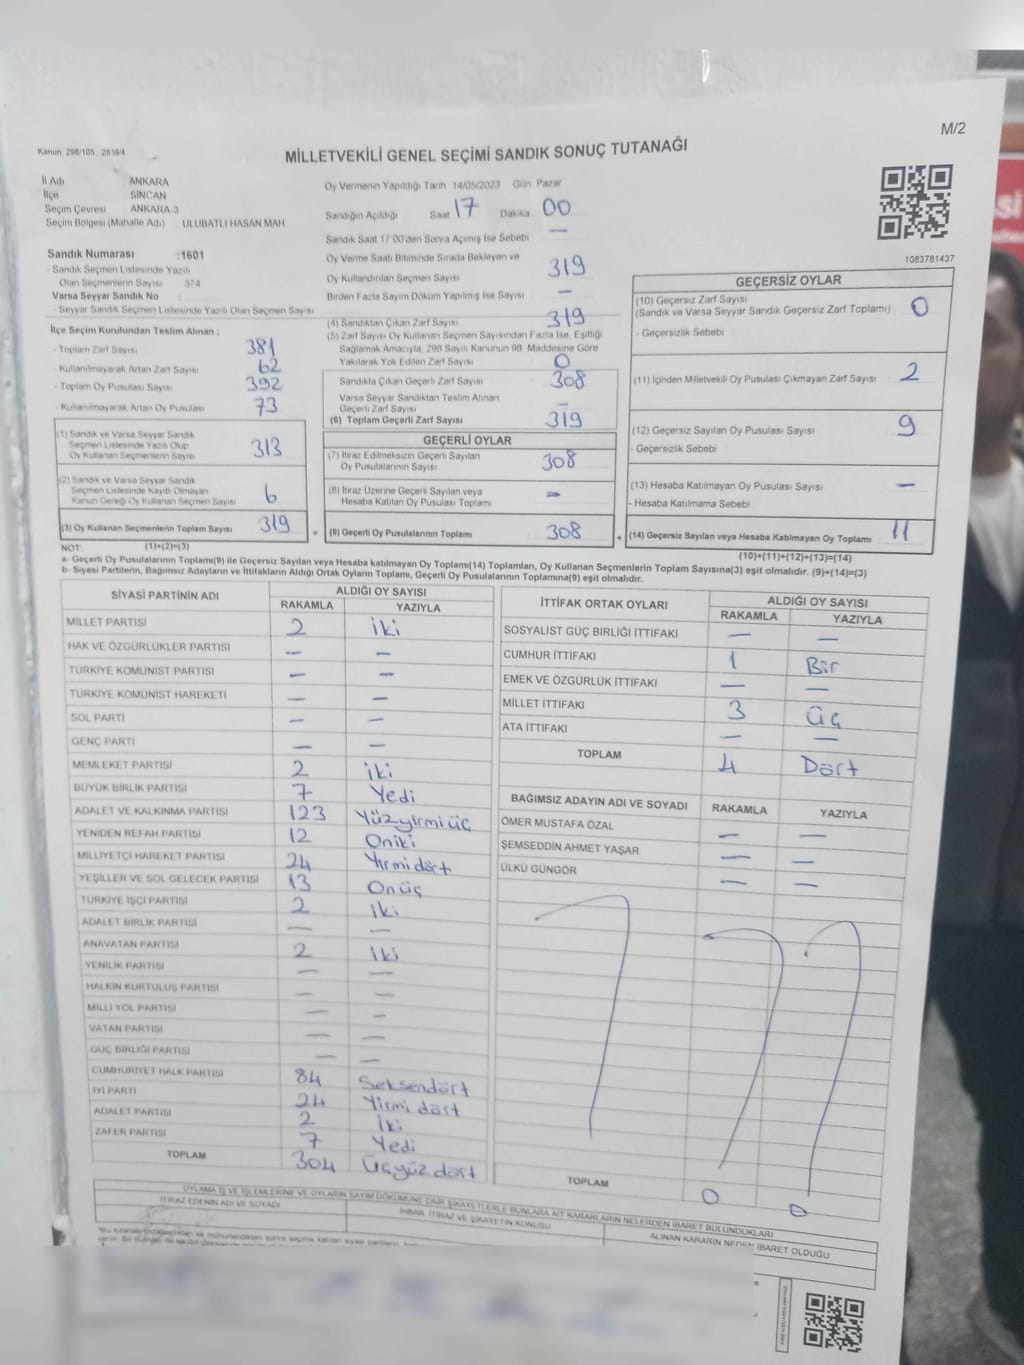 M/2
Kanun: 298/105 , 2839/4
MİLLETVEKİLİ GENEL SEÇİMİ SANDIK SONUÇ TUTANAĞI
İl Adı ANKARA
İlçe SİNCAN
Seçim Çevresi ANKARA-3
Seçim Bölgesi (Mahalle Adı) : ULUBATLI HASAN MAH
Sandık Numarası :1601
- Sandık Seçmen Listesinde Yazılı
Olan Seçmenlerin Sayısı 374
Varsa Seyyar Sandık No
- Seyyar Sandık Seçmen Listesinde Yazılı Olan Seçmen Sayısı
İlçe Seçim Kurulundan Teslim Alınan ;
- Toplam Zarf Sayısı 381
- Kullanılmayarak Artan Zarf Sayısı 62
- Toplam Oy Pusulası Sayısı 392
- Kullanılmayarak Artan Oy Pusulası 73
(1) Sandık ve Varsa Seyyar Sandık
Seçmen Listesinde Yazılı Olup
Oy Kullanan Seçmenlerin Sayısı 313
(2) Sandık ve Varsa Seyyar Sandık
Seçmen Listesinde Kayıtlı Olmayan
Kanun Gereği Oy Kullanan Seçmen Sayısı 6
(3) Oy Kullanan Seçmenlerin Toplam Sayısı 319
Oy Vermenin Yapıldığı Tarih 14/05/2023 Gün: Pazar
Sandığın Açıldığı Saat 17 Dakika 00
Sandık Saat 17:00'den Sonra Açılmış İse Sebebi —
Oy Verme Saati Bitiminde Sırada Bekleyen ve
Oy Kullandırılan Seçmen Sayısı 319
Birden Fazla Sayım Döküm Yapılmış İse Sayısı —
(4) Sandıktan Çıkan Zarf Sayısı 319
(5) Zarf Sayısı Oy Kullanan Seçmen Sayısından Fazla İse, Eşitliği
Sağlamak Amacıyla, 298 Sayılı Kanunun 98. Maddesine Göre
Yakılarak Yok Edilen Zarf Sayısı 0
Sandıkta Çıkan Geçerli Zarf Sayısı 308
Varsa Seyyar Sandıktan Teslim Alınan
Geçerli Zarf Sayısı —
(6) Toplam Geçerli Zarf Sayısı 319
GEÇERLİ OYLAR
(7) İtiraz Edilmeksizin Geçerli Sayılan
Oy Pusulalarının Sayısı 308
(8) İtiraz Üzerine Geçerli Sayılan veya
Hesaba Katılan Oy Pusulası Toplamı —
= (9) Geçerli Oy Pusulalarının Toplamı 308
1083781437
GEÇERSİZ OYLAR
(10) Geçersiz Zarf Sayısı
(Sandık ve Varsa Seyyar Sandık Geçersiz Zarf Toplamı) 0
- Geçersizlik Sebebi :
(11) İçinden Milletvekili Oy Pusulası Çıkmayan Zarf Sayısı 2
(12) Geçersiz Sayılan Oy Pusulası Sayısı 9
- Geçersizlik Sebebi
(13) Hesaba Katılmayan Oy Pusulası Sayısı —
- Hesaba Katılmama Sebebi :
+ (14) Geçersiz Sayılan veya Hesaba Katılmayan Oy Toplamı 11
NOT: (1)+(2)=(3)
(10)+(11)+(12)+(13)=(14)
a- Geçerli Oy Pusulalarının Toplamı(9) ile Geçersiz Sayılan veya Hesaba katılmayan Oy Toplamı(14) Toplamları, Oy Kullanan Seçmenlerin Toplam Sayısına(3) eşit olmalıdır. (9)+(14)=(3)
b- Siyasi Partilerin, Bağımsız Adayların ve İttifakların Aldığı Ortak Oyların Toplamı, Geçerli Oy Pusulalarının Toplamına(9) eşit olmalıdır.
SİYASİ PARTİNİN ADI ALDIĞI OY SAYISI
RAKAMLA YAZIYLA
MİLLET PARTİSİ 2 iki
HAK VE ÖZGÜRLÜKLER PARTİSİ — —
TÜRKİYE KOMÜNİST PARTİSİ — —
TÜRKİYE KOMÜNİST HAREKETİ — —
SOL PARTİ — —
GENÇ PARTİ — —
MEMLEKET PARTİSİ 2 iki
BÜYÜK BİRLİK PARTİSİ 7 Yedi
ADALET VE KALKINMA PARTİSİ 123 Yüzyirmiüç
YENİDEN REFAH PARTİSİ 12 Oniki
MİLLİYETÇİ HAREKET PARTİSİ 24 Yirmi dört
YEŞİLLER VE SOL GELECEK PARTİSİ 13 Onüç
TÜRKİYE İŞÇİ PARTİSİ 2 iki
ADALET BİRLİK PARTİSİ — —
ANAVATAN PARTİSİ 2 iki
YENİLİK PARTİSİ — —
HALKIN KURTULUŞ PARTİSİ — —
MİLLİ YOL PARTİSİ — —
VATAN PARTİSİ — —
GÜÇ BİRLİĞİ PARTİSİ — —
CUMHURİYET HALK PARTİSİ 84 Seksendört
İYİ PARTİ 24 Yirmi dört
ADALET PARTİSİ 2 iki
ZAFER PARTİSİ 7 Yedi
TOPLAM 304 Üçyüzdört
İTTİFAK ORTAK OYLARI ALDIĞI OY SAYISI
RAKAMLA YAZIYLA
SOSYALİST GÜÇ BİRLİĞİ İTTİFAKI — —
CUMHUR İTTİFAKI 1 Bir
EMEK VE ÖZGÜRLÜK İTTİFAKI — —
MİLLET İTTİFAKI 3 Üç
ATA İTTİFAKI — —
TOPLAM 4 Dört
BAĞIMSIZ ADAYIN ADI VE SOYADI RAKAMLA YAZIYLA
ÖMER MUSTAFA ÖZAL — —
ŞEMSEDDİN AHMET YAŞAR — —
ÜLKÜ GÜNGÖR — —
TOPLAM 0 0
OYLAMA İŞ VE İŞLEMLERİNE VE OYLARIN SAYIM DÖKÜMÜNE DAİR ŞİKAYETLERLE BUNLARA AİT KARARLARIN NELERDEN İBARET BULUNDUKLARI
İTİRAZ EDENİN ADI VE SOYADI İHBAR, İTİRAZ VE ŞİKAYETİN KONUSU ALINAN KARARIN NEDEN İBARET OLDUĞU
Sİ